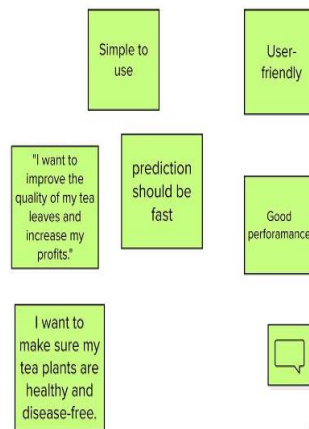 Simple to
use
User-
friendly
"I want to
improve the
quality of my tea
leaves and
increase my
profits."
prediction
should be
fast
Good
perforamance
I want to
make sure my
tea plants are
healthy and
disease-free.